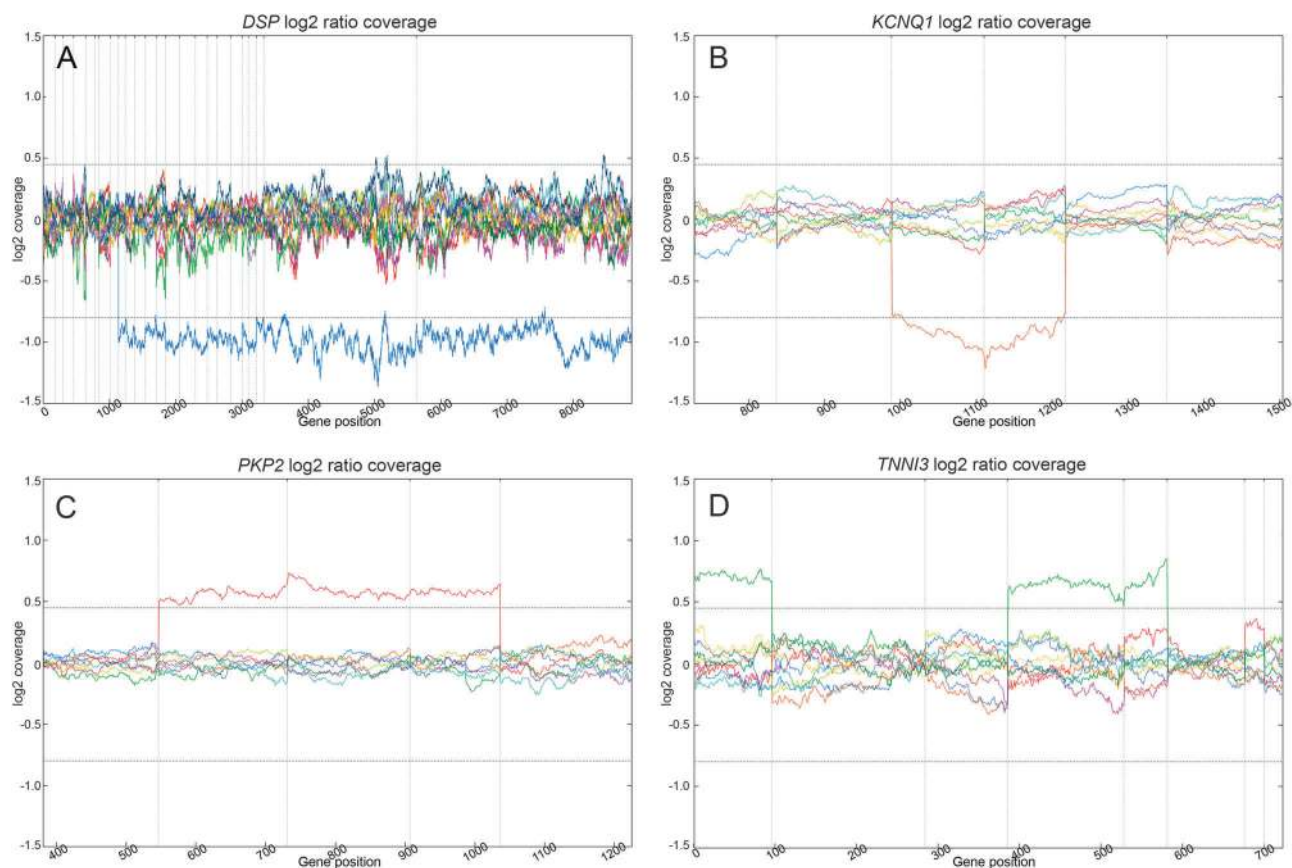 DSP log2 ratio coverage
A
1.5
1.0
0.5
0
-0.5
-1.0
-1.5
log2 coverage
0 1000 2000 3000 4000 5000 6000 7000 8000
Gene position
KCNQ1 log2 ratio coverage
B
1.5
1.0
0.5
0
-0.5
-1.0
-1.5
log2 coverage
800 900 1000 1100 1200 1300 1400 1500
Gene position
PKP2 log2 ratio coverage
C
1.5
1.0
0.5
0
-0.5
-1.0
-1.5
log2 coverage
400 500 600 700 800 900 1000 1100 1200
Gene position
TNNI3 log2 ratio coverage
D
1.5
1.0
0.5
0
-0.5
-1.0
-1.5
log2 coverage
0 100 200 300 400 500 600 700
Gene position